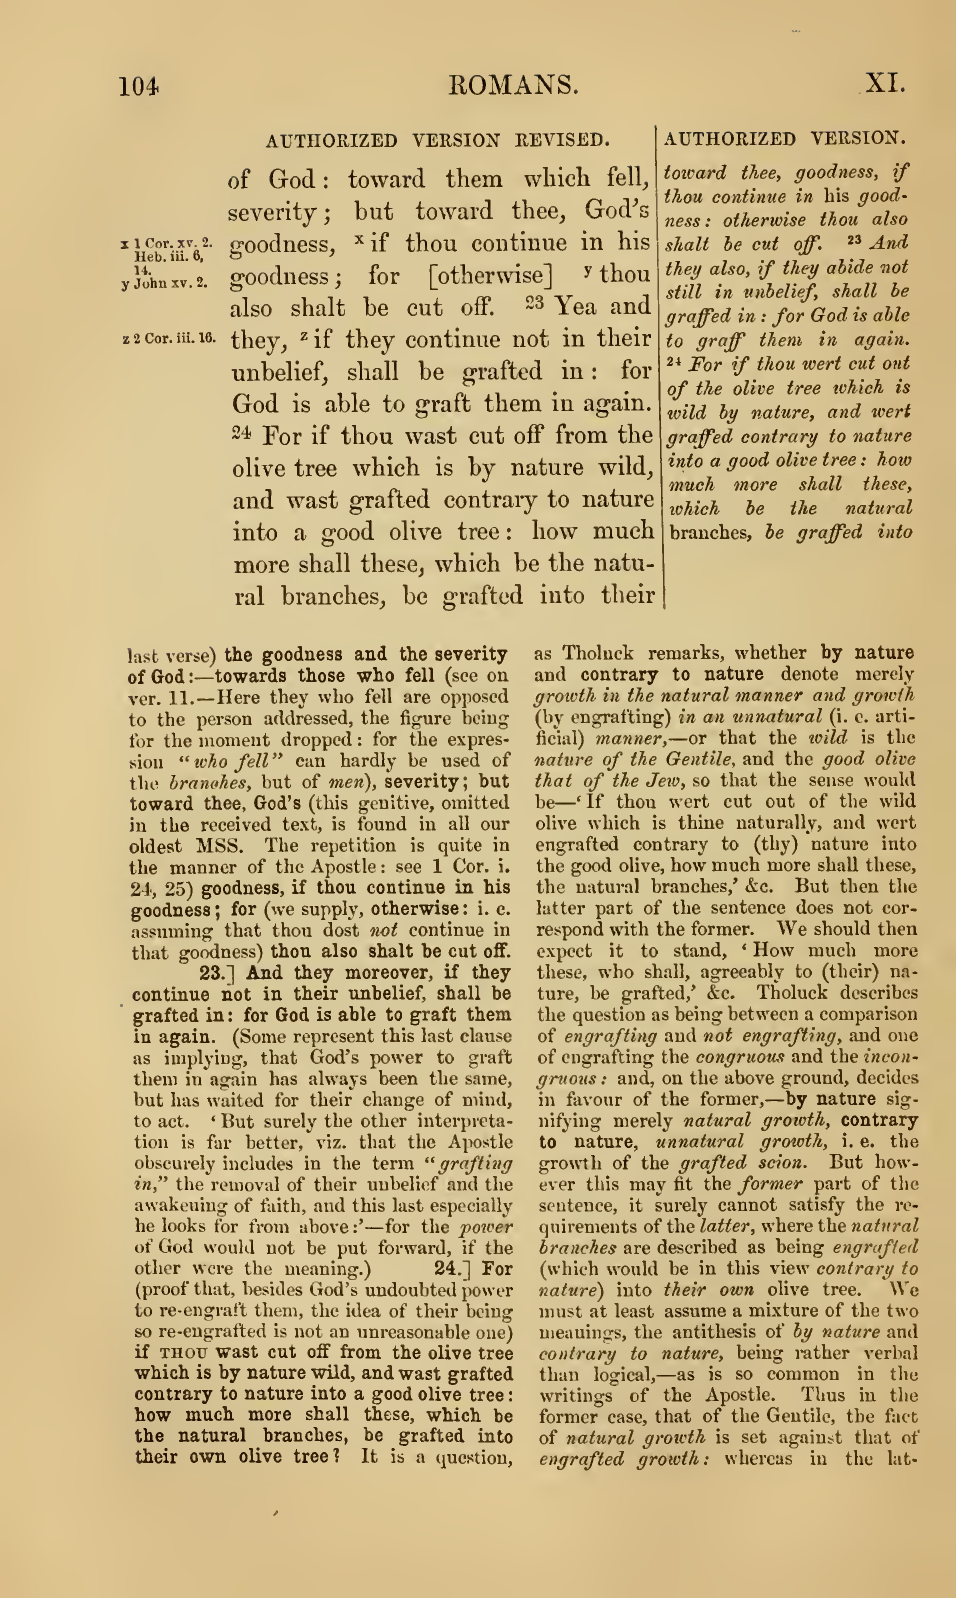 104
ROMANS.
XI.
AUTHORIZED VERSION REVISED.
of God : toward them which fell,
severity ; but toward thee, God's
goodness, x if thou continue in his
goodness ; for [otherwise] y thou
also shalt be cut off. 23 Yea and
they, z if they continue not in their
unbelief, shall be grafted in : for
God is able to graft them in again.
24 For if thou wast cut off from the
olive tree which is by nature wild,
and wast grafted contrary to nature
into a good olive tree : how much
more shall these, which be the natu-
ral branches, be grafted into their
x 1 Cor. xv. 2.
Heb. iii. 6,
14.
y John xv. 2.
z 2 Cor. iii. 16.
AUTHORIZED VERSION.
toward thee, goodness, if
thou continue in his good-
ness : otherwise thou also
shalt be cut off. 23 And
they also, if they abide not
still in unbelief, shall be
graffed in : for God is able
to graff them in again.
24 For if thou wert cut out
of the olive tree which is
wild by nature, and wert
graffed contrary to nature
into a good olive tree : how
much more shall these,
which be the natural
branches, be graffed into
last verse) the goodness and the severity
of God :—towards those who fell (see on
ver. 11.—Here they who fell are opposed
to the person addressed, the figure being
for the moment dropped : for the expres-
sion "who fell" can hardly be used of
the branches, but of men), severity ; but
toward thee, God's (this genitive, omitted
in the received text, is found in all our
oldest MSS. The repetition is quite in
the manner of the Apostle : see 1 Cor. i.
24, 25) goodness, if thou continue in his
goodness ; for (we supply, otherwise : i. e.
assuming that thou dost not continue in
that goodness) thou also shalt be cut off.
23.] And they moreover, if they
continue not in their unbelief, shall be
grafted in : for God is able to graft them
in again. (Some represent this last clause
as implying, that God's power to graft
them in again has always been the same,
but has waited for their change of mind,
to act. 'But surely the other interpreta-
tion is far better, viz. that the Apostle
obscurely includes in the term "grafting
in," the removal of their unbelief and the
awakening of faith, and this last especially
he looks for from above :'—for the power
of God would not be put forward, if the
other were the meaning.) 24.] For
(proof that, besides God's undoubted power
to re-engraft them, the idea of their being
so re-engrafted is not an unreasonable one)
if THOU wast cut off from the olive tree
which is by nature wild, and wast grafted
contrary to nature into a good olive tree :
how much more shall these, which be
the natural branches, be grafted into
their own olive tree ? It is a question,
as Tholuck remarks, whether by nature
and contrary to nature denote merely
growth in the natural manner and growth
(by engrafting) in an unnatural (i. e. arti-
ficial) manner,—or that the wild is the
nature of the Gentile, and the good olive
that of the Jew, so that the sense would
be—' If thou wert cut out of the wild
olive which is thine naturally, and wert
engrafted contrary to (thy) nature into
the good olive, how much more shall these,
the natural branches,' &c. But then the
latter part of the sentence does not cor-
respond with the former. We should then
expect it to stand, ' How much more
these, who shall, agreeably to (their) na-
ture, be grafted,' &c. Tholuck describes
the question as being between a comparison
of engrafting and not engrafting, and one
of engrafting the congruous and the incon-
gruous : and, on the above ground, decides
in favour of the former,—by nature sig-
nifying merely natural growth, contrary
to nature, unnatural growth, i. e. the
growth of the grafted scion. But how-
ever this may fit the former part of the
sentence, it surely cannot satisfy the re-
quirements of the latter, where the natural
branches are described as being engrafted
(which would be in this view contrary to
nature) into their own olive tree. We
must at least assume a mixture of the two
meanings, the antithesis of by nature and
contrary to nature, being rather verbal
than logical,—as is so common in the
writings of the Apostle. Thus in the
former case, that of the Gentile, the fact
of natural growth is set against that of
engrafted growth : whereas in the lat-